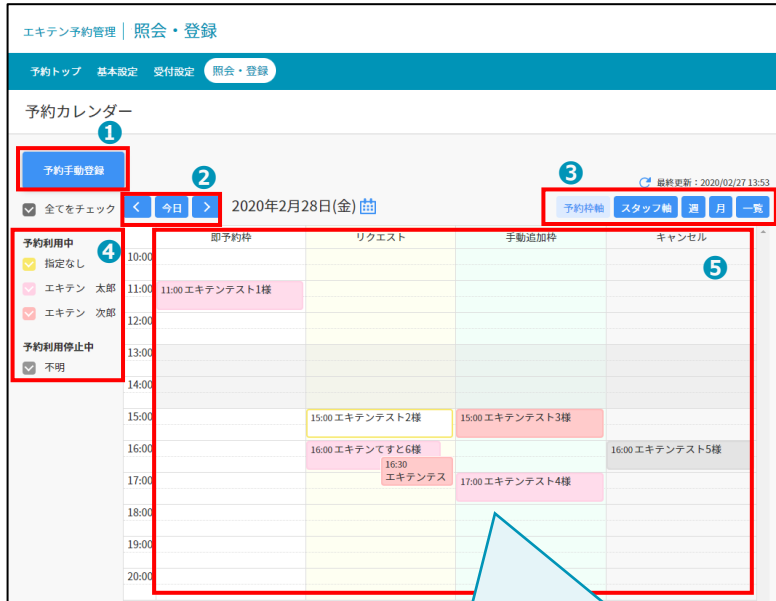 エキテン予約管理 照会・登録
予約トップ 基本設定 受付設定 照会・登録
予約カレンダー
1
予約手動登録
2
3
最終更新：2020/02/27 13:53
全てをチェック
今日
2020年2月28日(金)
予約枠軸 スタッフ軸 週 月 一覧
4
予約利用中
指定なし
エキテン 太郎
エキテン 次郎
予約利用停止中
不明
即予約枠 リクエスト 手動追加枠 キャンセル
5
10:00
11:00 11:00 エキテンテスト1様
12:00
13:00
14:00
15:00 15:00 エキテンテスト2様 15:00 エキテンテスト3様
16:00 16:00 エキテンてすと6様 16:00 エキテンテスト5様
16:30
エキテンテス
17:00 17:00 エキテンテスト4様
18:00
19:00
20:00